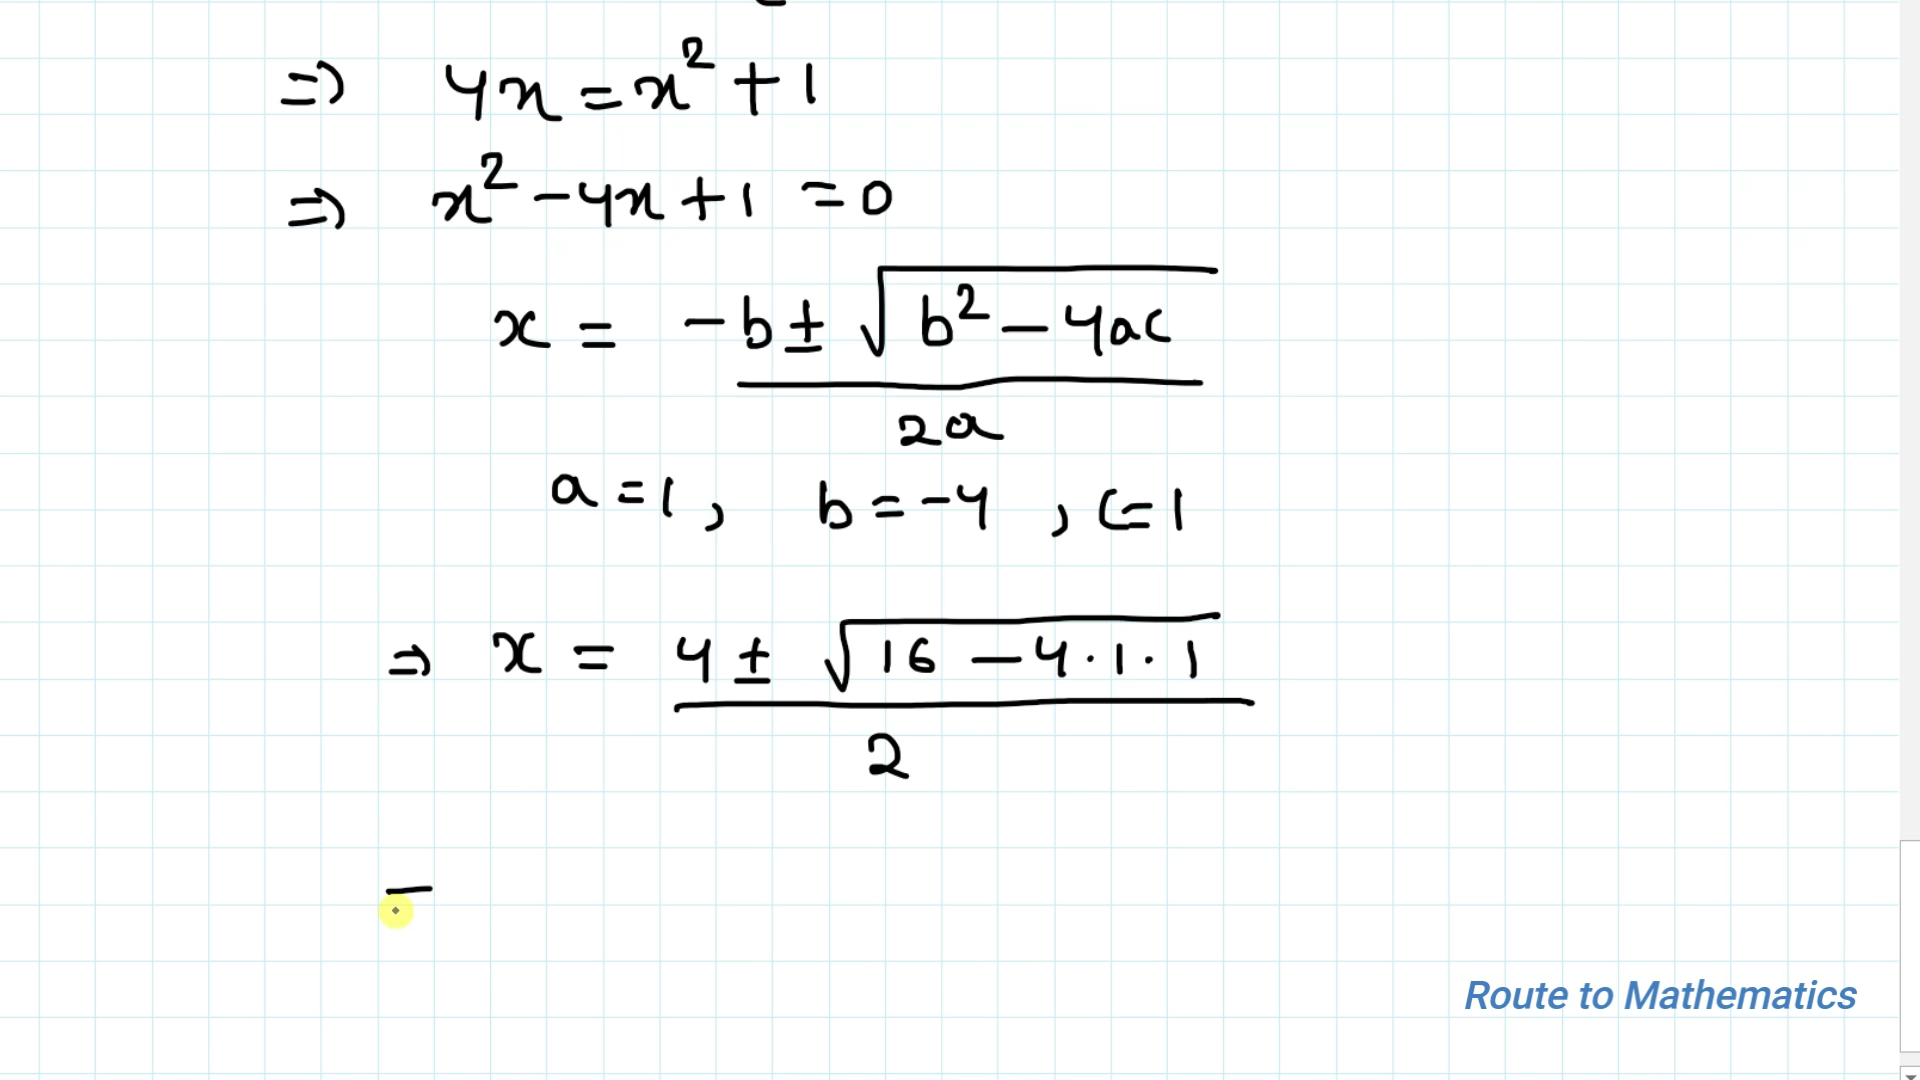 ⇒ 4x = x² + 1
⇒ x² - 4x + 1 = 0
x = -b ± √(b² - 4ac)
2a
a = 1, b = -4, c = 1
⇒ x = 4 ± √(16 - 4·1·1)
2
Route to Mathematics